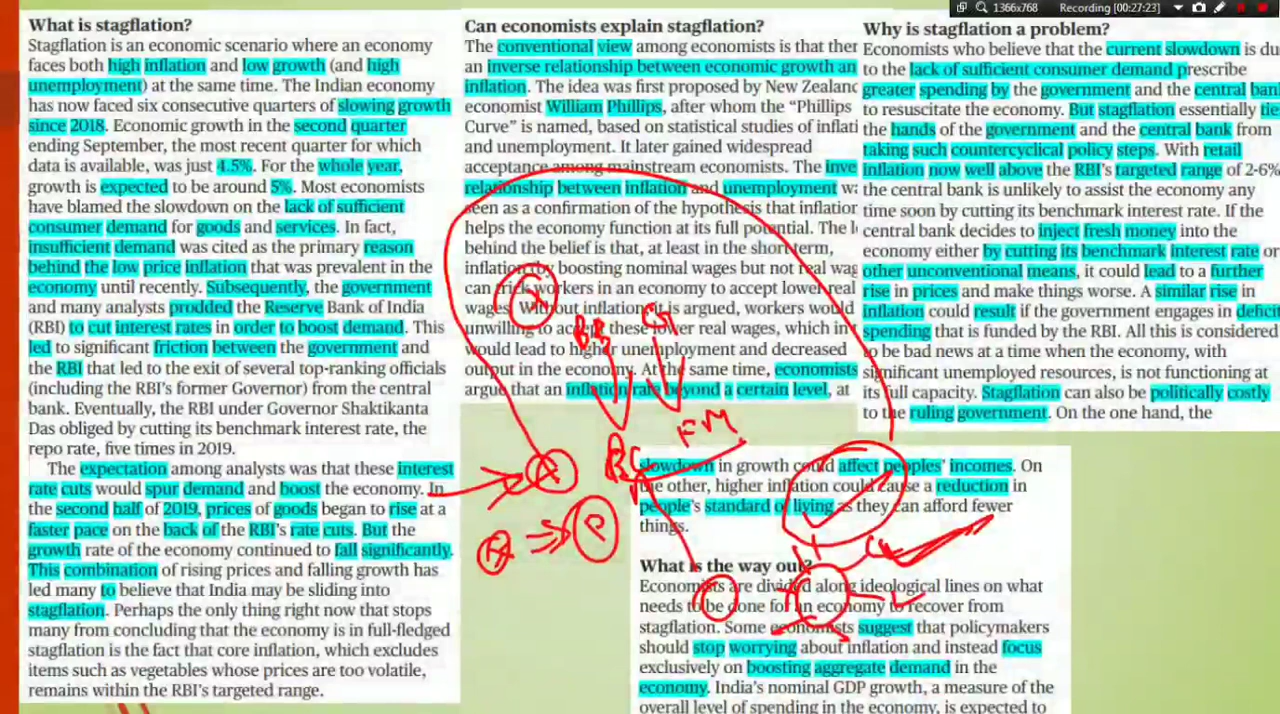 1366x768
Recording [00:27:23]
What is stagflation?
Stagflation is an economic scenario where an economy
faces both high inflation and low growth (and high
unemployment) at the same time. The Indian economy
has now faced six consecutive quarters of slowing growth
since 2018. Economic growth in the second quarter
ending September, the most recent quarter for which
data is available, was just 4.5%. For the whole year,
growth is expected to be around 5%. Most economists
have blamed the slowdown on the lack of sufficient
consumer demand for goods and services. In fact,
insufficient demand was cited as the primary reason
behind the low price inflation that was prevalent in the
economy until recently. Subsequently, the government
and many analysts prodded the Reserve Bank of India
(RBI) to cut interest rates in order to boost demand. This
led to significant friction between the government and
the RBI that led to the exit of several top-ranking officials
(including the RBI's former Governor) from the central
bank. Eventually, the RBI under Governor Shaktikanta
Das obliged by cutting its benchmark interest rate, the
repo rate, five times in 2019.
The expectation among analysts was that these interest
rate cuts would spur demand and boost the economy. In
the second half of 2019, prices of goods began to rise at a
faster pace on the back of the RBI's rate cuts. But the
growth rate of the economy continued to fall significantly.
This combination of rising prices and falling growth has
led many to believe that India may be sliding into
stagflation. Perhaps the only thing right now that stops
many from concluding that the economy is in full-fledged
stagflation is the fact that core inflation, which excludes
items such as vegetables whose prices are too volatile,
remains within the RBI's targeted range.
Can economists explain stagflation?
The conventional view among economists is that ther
an inverse relationship between economic growth an
inflation. The idea was first proposed by New Zealand
economist William Phillips, after whom the "Phillips
Curve" is named, based on statistical studies of inflati
and unemployment. It later gained widespread
acceptance among mainstream economists. The inve
relationship between inflation and unemployment wa
seen as a confirmation of the hypothesis that inflation
helps the economy function at its full potential. The l
behind the belief is that, at least in the short term,
inflation (by boosting nominal wages but not real wag
can trick workers in an economy to accept lower real
wages. Without inflation, it is argued, workers would
unwilling to accept these lower real wages, which in
would lead to higher unemployment and decreased
output in the economy. At the same time, economists
argue that an inflation rate beyond a certain level, at
Why is stagflation a problem?
Economists who believe that the current slowdown is du
to the lack of sufficient consumer demand prescribe
greater spending by the government and the central bank
to resuscitate the economy. But stagflation essentially tie
the hands of the government and the central bank from
taking such countercyclical policy steps. With retail
inflation now well above the RBI's targeted range of 2-6%
the central bank is unlikely to assist the economy any
time soon by cutting its benchmark interest rate. If the
central bank decides to inject fresh money into the
economy either by cutting its benchmark interest rate or
other unconventional means, it could lead to a further
rise in prices and make things worse. A similar rise in
inflation could result if the government engages in deficit
spending that is funded by the RBI. All this is considered
to be bad news at a time when the economy, with
significant unemployed resources, is not functioning at
its full capacity. Stagflation can also be politically costly
to the ruling government. On the one hand, the
slowdown in growth could affect peoples' incomes. On
the other, higher inflation could cause a reduction in
people's standard of living as they can afford fewer
things.
What is the way out?
Economists are divided along ideological lines on what
needs to be done for an economy to recover from
stagflation. Some economists suggest that policymakers
should stop worrying about inflation and instead focus
exclusively on boosting aggregate demand in the
economy. India's nominal GDP growth, a measure of the
overall level of spending in the economy, is expected to
FM
A
P